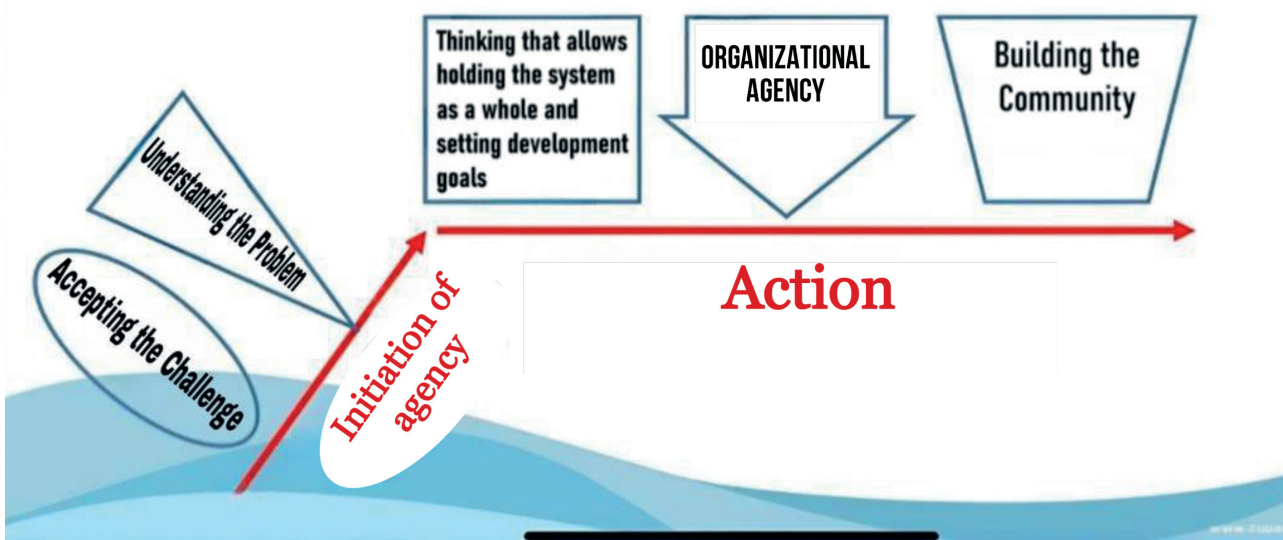 Thinking that allows
holding the system
as a whole and
setting development
goals
ORGANIZATIONAL
AGENCY
Building the
Community
Understanding the Problem
Accepting the Challenge
Initiation of
agency
Action